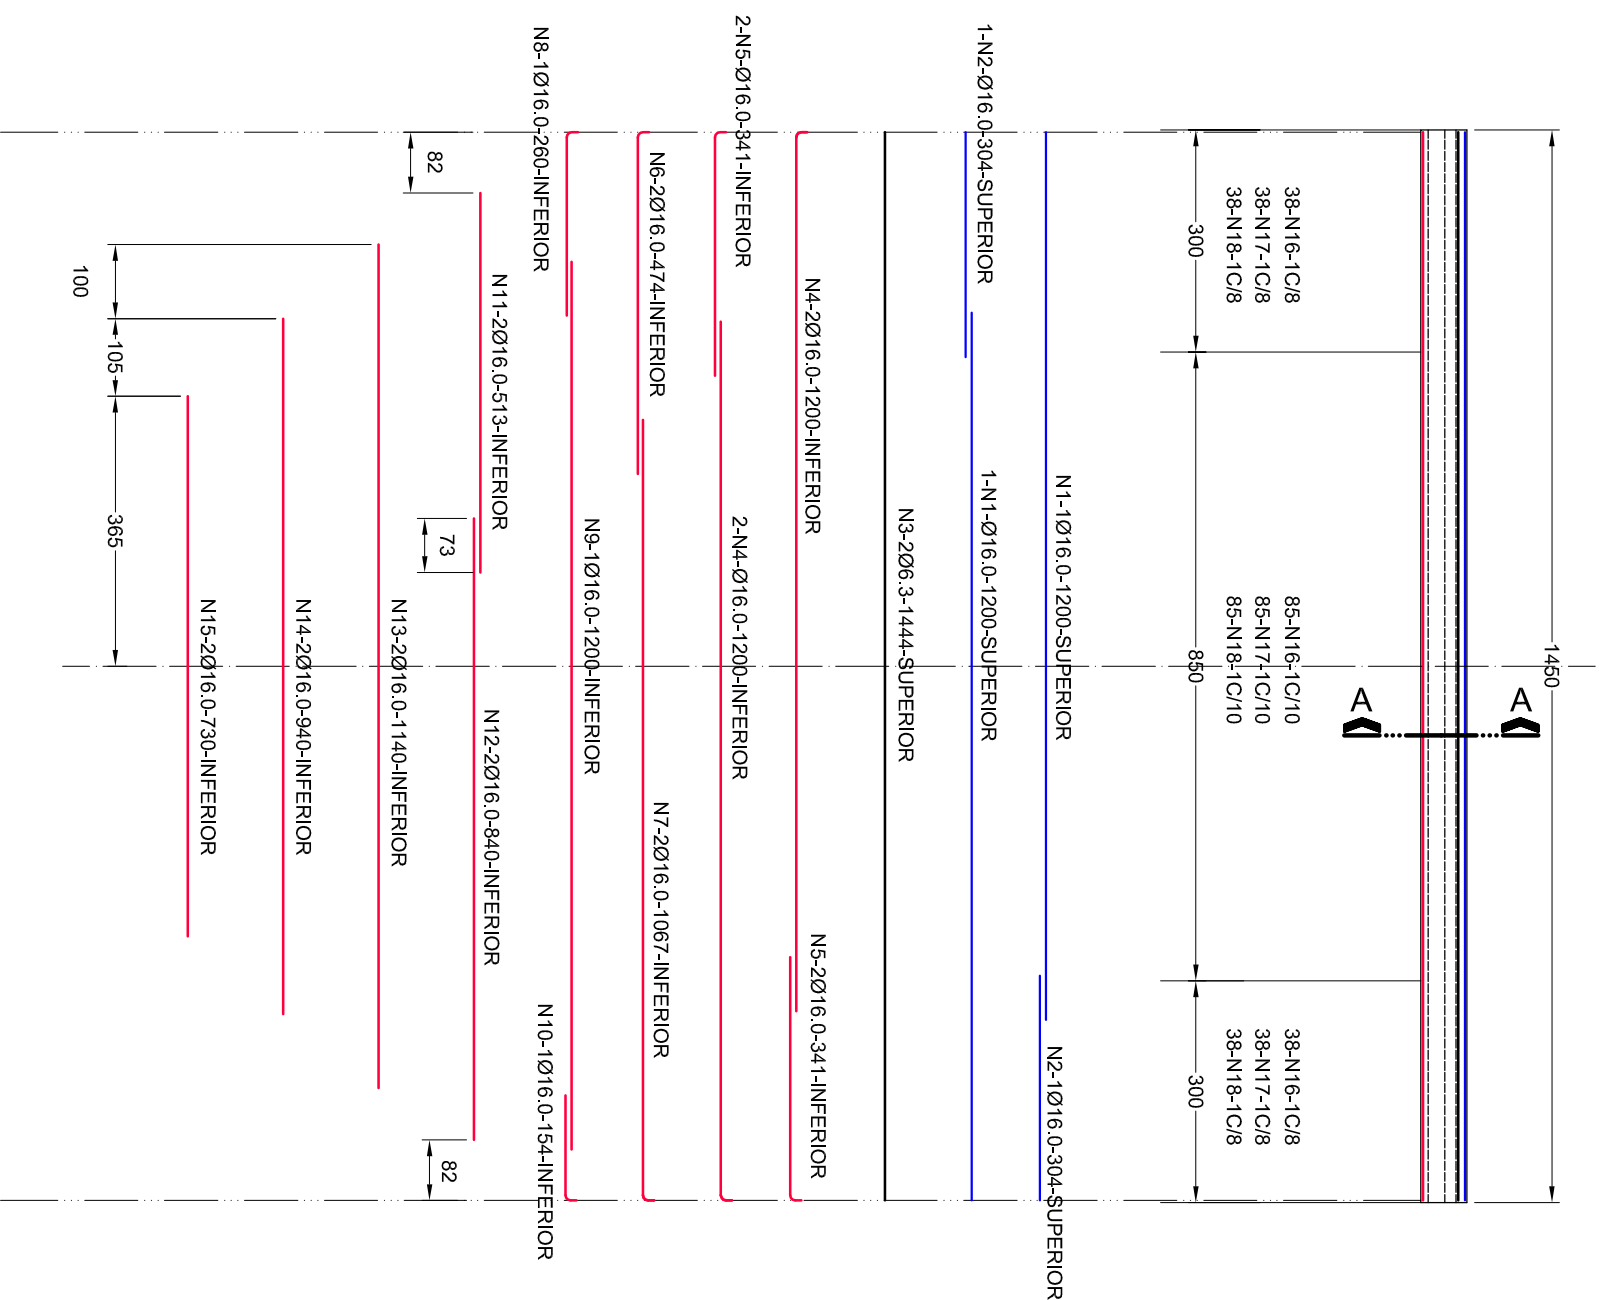 1450
A
A
38-N16-1C/8
38-N17-1C/8
38-N18-1C/8
85-N16-1C/10
85-N17-1C/10
85-N18-1C/10
38-N16-1C/8
38-N17-1C/8
38-N18-1C/8
300
850
300
N1-1Ø16.0-1200-SUPERIOR
N2-1Ø16.0-304-SUPERIOR
1-N2-Ø16.0-304-SUPERIOR
1-N1-Ø16.0-1200-SUPERIOR
N3-2Ø6.3-1444-SUPERIOR
N4-2Ø16.0-1200-INFERIOR
N5-2Ø16.0-341-INFERIOR
2-N5-Ø16.0-341-INFERIOR
2-N4-Ø16.0-1200-INFERIOR
N6-2Ø16.0-474-INFERIOR
N7-2Ø16.0-1067-INFERIOR
N8-1Ø16.0-260-INFERIOR
N9-1Ø16.0-1200-INFERIOR
N10-1Ø16.0-154-INFERIOR
82
N11-2Ø16.0-513-INFERIOR
73
N12-2Ø16.0-840-INFERIOR
82
N13-2Ø16.0-1140-INFERIOR
N14-2Ø16.0-940-INFERIOR
N15-2Ø16.0-730-INFERIOR
100
105
365